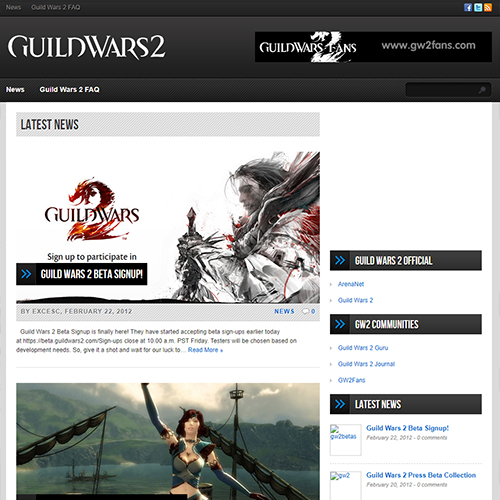 News Guild Wars 2 FAQ
GUILDWARS2
GUILDWARS FANS 2 www.gw2fans.com
News Guild Wars 2 FAQ
LATEST NEWS
GUILDWARS 2
Sign up to participate in
GUILD WARS 2 BETA SIGNUP!
BY EXCESC, FEBRUARY 22, 2012 NEWS 0
Guild Wars 2 Beta Signup is finally here! They have started accepting beta sign-ups earlier today
at https://beta.guildwars2.com/Sign-ups close at 10:00 a.m. PST Friday. Testers will be chosen based on
development needs. So, give it a shot and wait for our luck to... Read More »
GUILD WARS 2 OFFICIAL
ArenaNet
Guild Wars 2
GW2 COMMUNITIES
Guild Wars 2 Guru
Guild Wars 2 Journal
GW2Fans
LATEST NEWS
gw2betas
Guild Wars 2 Beta Signup!
February 22, 2012 - 0 comments
gw2
Guild Wars 2 Press Beta Collection
February 20, 2012 - 0 comments